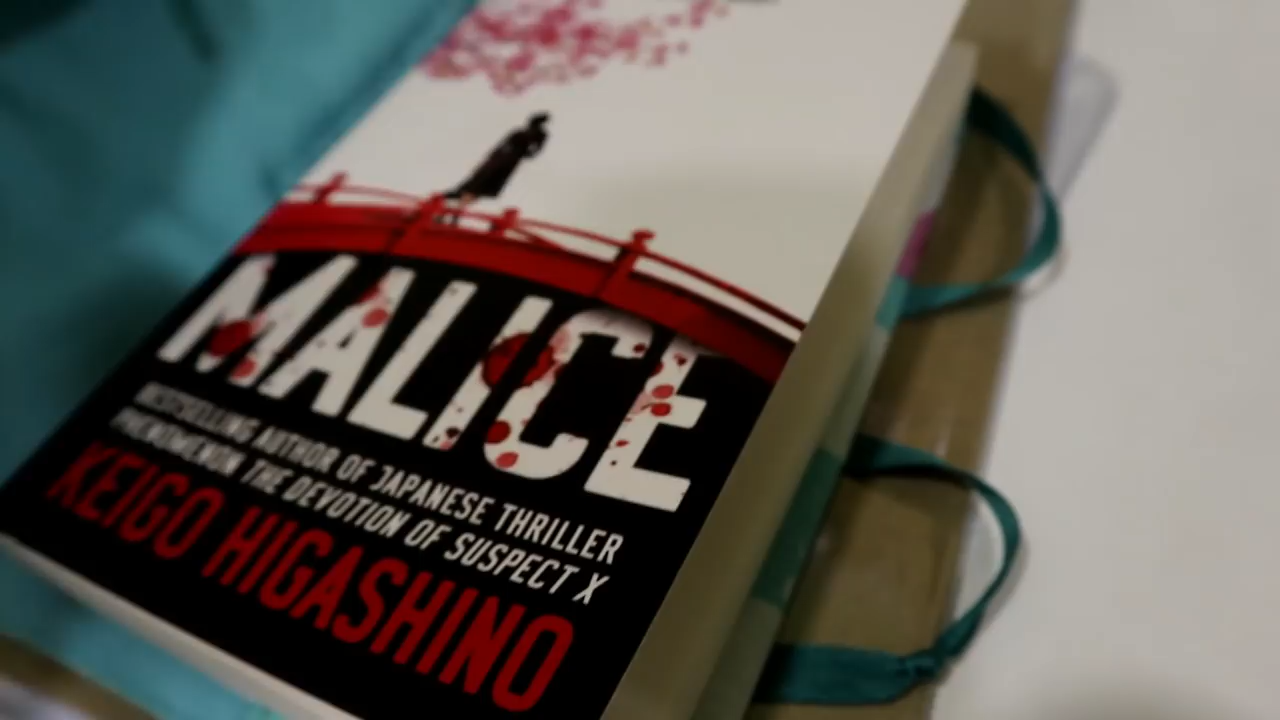 MALICE
BESTSELLING AUTHOR OF JAPANESE THRILLER
PHENOMENON THE DEVOTION OF SUSPECT X
KEIGO HIGASHINO